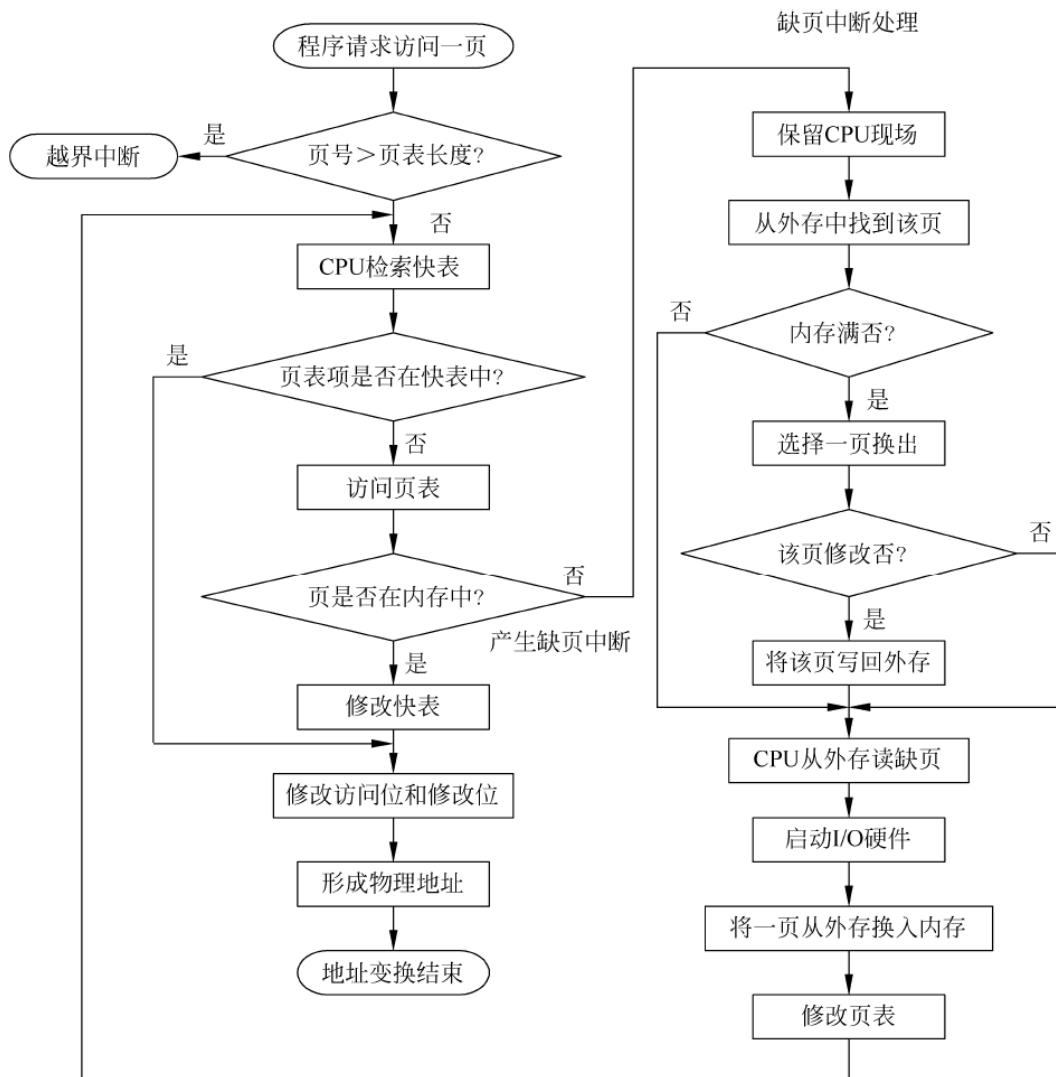 缺页中断处理
程序请求访问一页
是
越界中断
页号＞页表长度?
否
CPU检索快表
是
页表项是否在快表中?
否
访问页表
页是否在内存中?
否
产生缺页中断
是
修改快表
修改访问位和修改位
形成物理地址
地址变换结束
保留CPU现场
从外存中找到该页
否
内存满否?
是
选择一页换出
否
该页修改否?
是
将该页写回外存
CPU从外存读缺页
启动I/O硬件
将一页从外存换入内存
修改页表